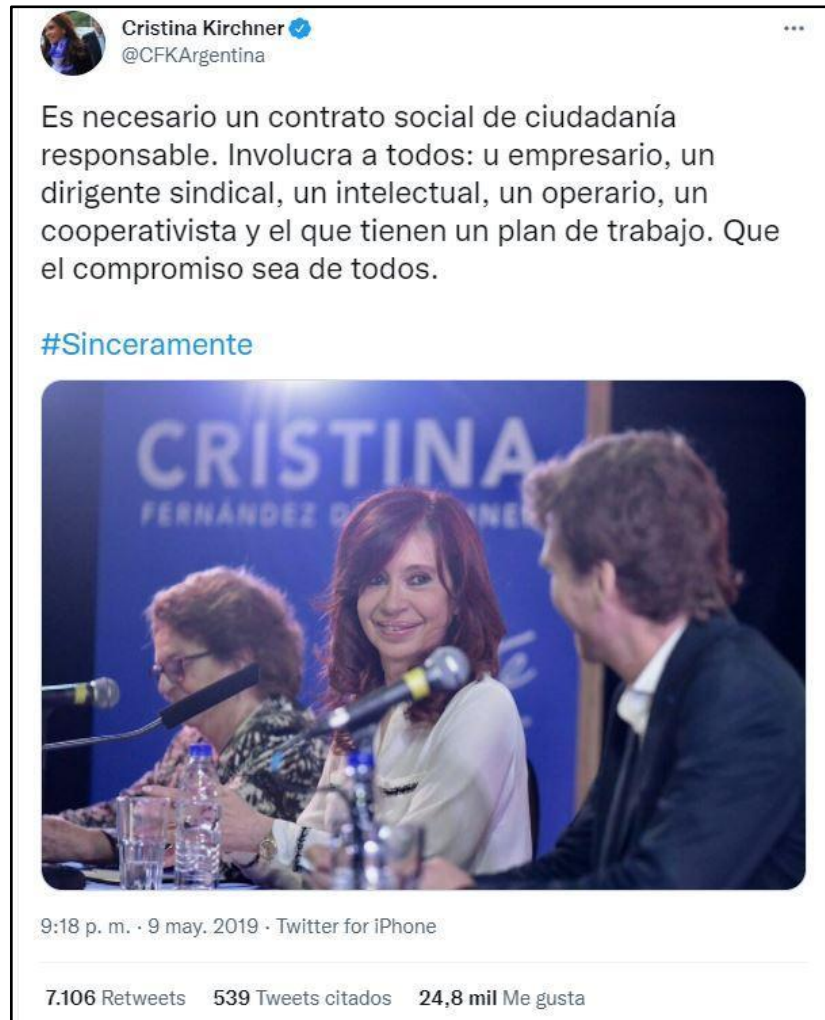 Cristina Kirchner
@CFKArgentina
Es necesario un contrato social de ciudadanía
responsable. Involucra a todos: u empresario, un
dirigente sindical, un intelectual, un operario, un
cooperativista y el que tienen un plan de trabajo. Que
el compromiso sea de todos.
#Sinceramente
CRISTINA
FERNÁNDEZ
9:18 p. m. · 9 may. 2019 · Twitter for iPhone
7.106 Retweets 539 Tweets citados 24,8 mil Me gusta